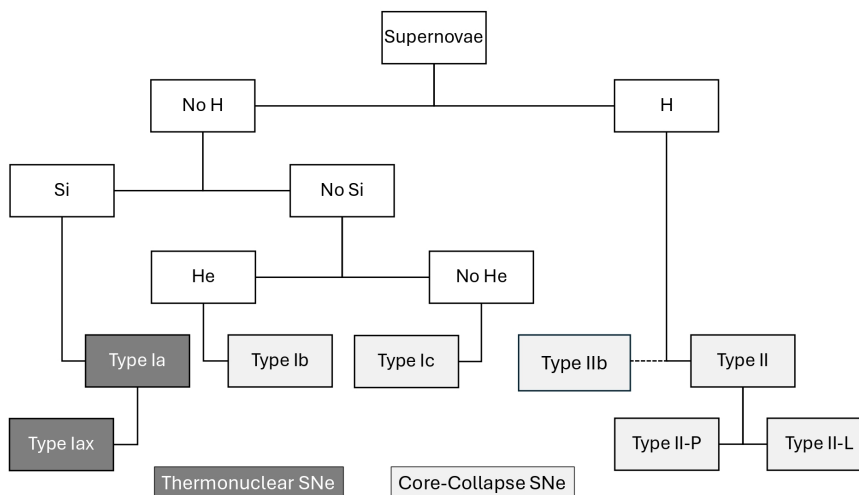 Supernovae
No H
H
Si
No Si
He
No He
Type Ia
Type Ib
Type Ic
Type IIb
Type II
Type Iax
Type II-P
Type II-L
Thermonuclear SNe
Core-Collapse SNe